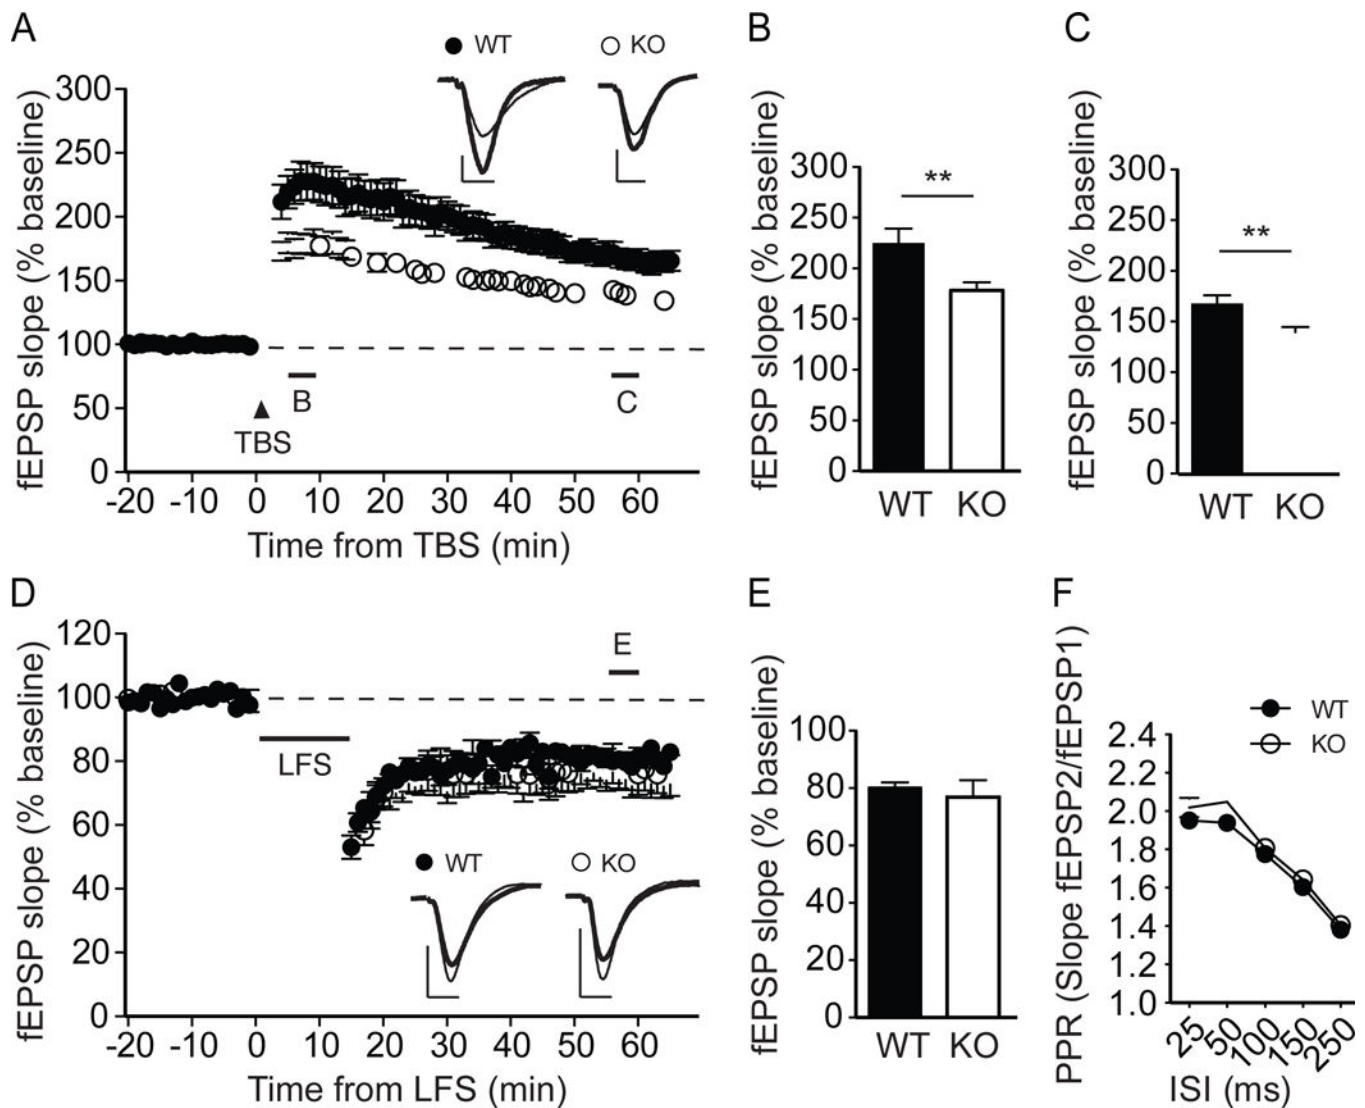 A
WT
KO
fEPSP slope (% baseline)
300
250
200
150
100
50
0
B
C
TBS
-20 -10 0 10 20 30 40 50 60
Time from TBS (min)
B
fEPSP slope (% baseline)
300
250
200
150
100
50
0
**
WT KO
C
fEPSP slope (% baseline)
300
250
200
150
100
50
0
**
WT KO
D
fEPSP slope (% baseline)
120
100
80
60
40
20
0
E
LFS
WT
KO
-20 -10 0 10 20 30 40 50 60
Time from LFS (min)
E
fEPSP slope (% baseline)
100
80
60
40
20
0
WT KO
F
WT
KO
PPR (Slope fEPSP2/fEPSP1)
2.4
2.2
2.0
1.8
1.6
1.4
1.2
1.0
25 50 100 150 250
ISI (ms)